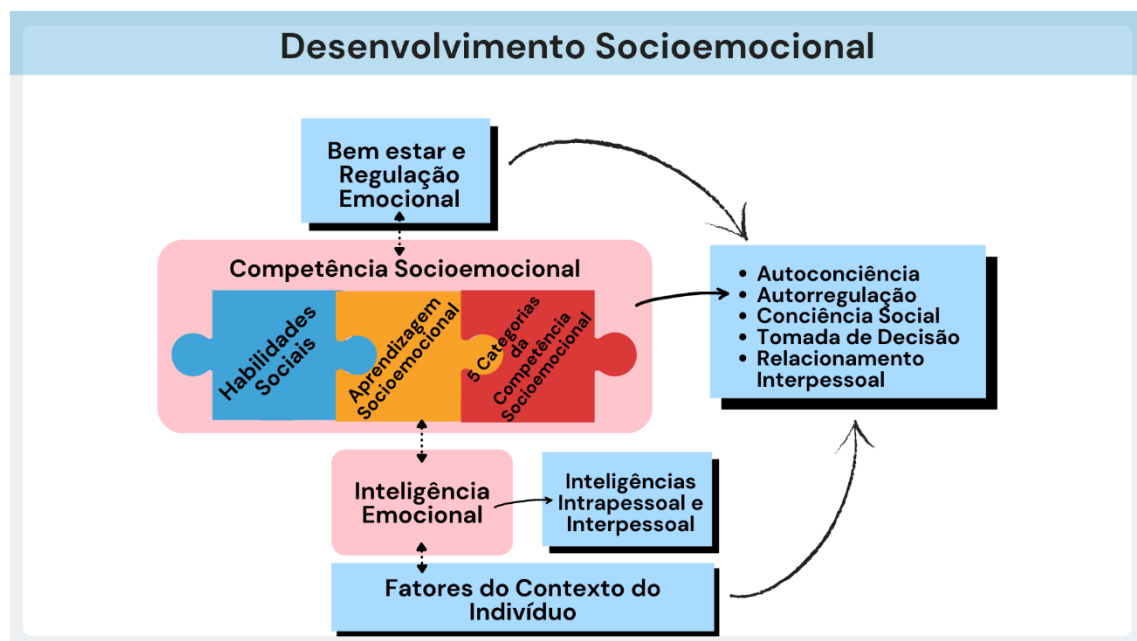 Desenvolvimento Socioemocional
Bem estar e
Regulação
Emocional
Competência Socioemocional
Habilidades
Sociais
Aprendizagem
Socioemocional
5 Categorias
da
Competência
Socioemocional
• Autoconciência
• Autorregulação
• Conciência Social
• Tomada de Decisão
• Relacionamento
Interpessoal
Inteligência
Emocional
Inteligências
Intrapessoal e
Interpessoal
Fatores do Contexto do
Indivíduo